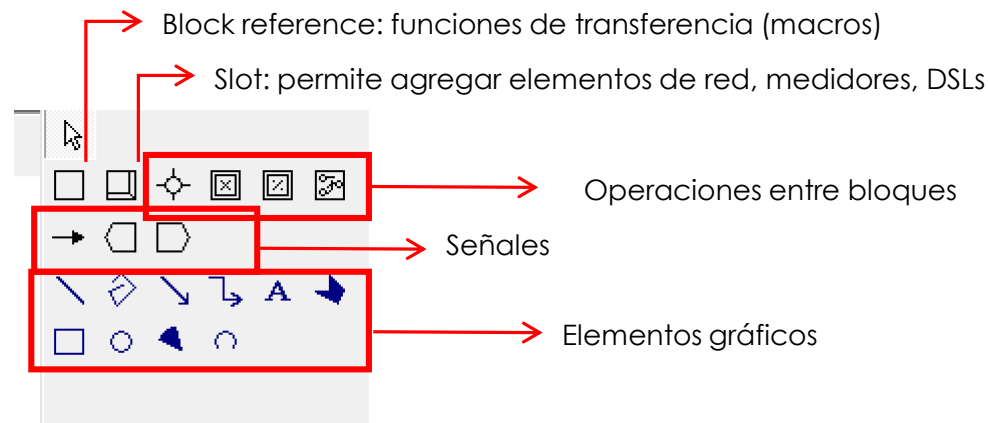 Block reference: funciones de transferencia (macros)
Slot: permite agregar elementos de red, medidores, DSLs
Operaciones entre bloques
Señales
A
Elementos gráficos